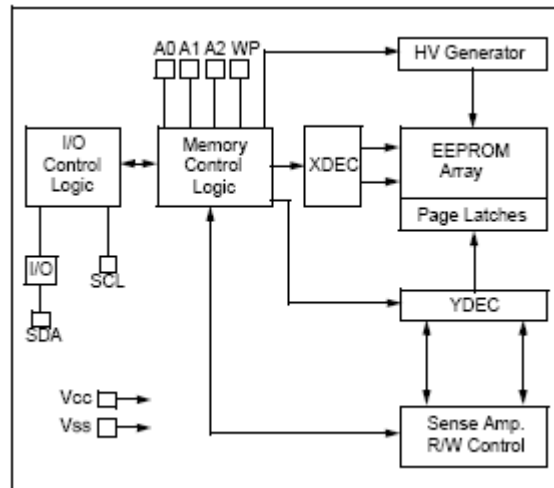 A0 A1 A2 WP
HV Generator
I/O
Control
Logic
Memory
Control
Logic
XDEC
EEPROM
Array
Page Latches
I/O
SCL
SDA
YDEC
Vcc
Vss
Sense Amp.
R/W Control